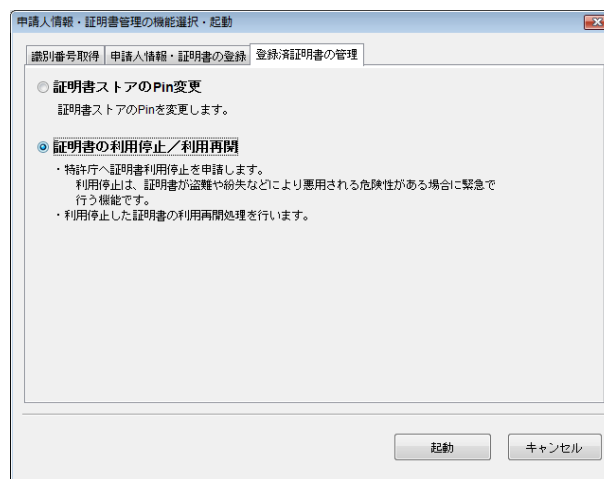 申請人情報・証明書管理の機能選択・起動
識別番号取得 申請人情報・証明書の登録 登録済証明書の管理
証明書ストアのPin変更
証明書ストアのPinを変更します。
証明書の利用停止／利用再開
・特許庁へ証明書利用停止を申請します。
利用停止は、証明書が盗難や紛失などにより悪用される危険性がある場合に緊急で
行う機能です。
・利用停止した証明書の利用再開処理を行います。
起動 キャンセル